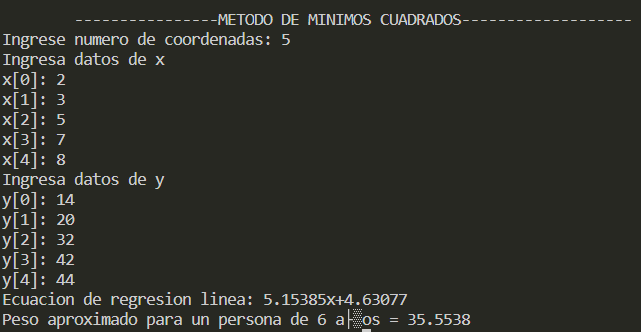 ---------------METODO DE MINIMOS CUADRADOS------------------
Ingrese numero de coordenadas: 5
Ingresa datos de x
x[0]: 2
x[1]: 3
x[2]: 5
x[3]: 7
x[4]: 8
Ingresa datos de y
y[0]: 14
y[1]: 20
y[2]: 32
y[3]: 42
y[4]: 44
Ecuacion de regresion linea: 5.15385x+4.63077
Peso aproximado para un persona de 6 a├▒os = 35.5538